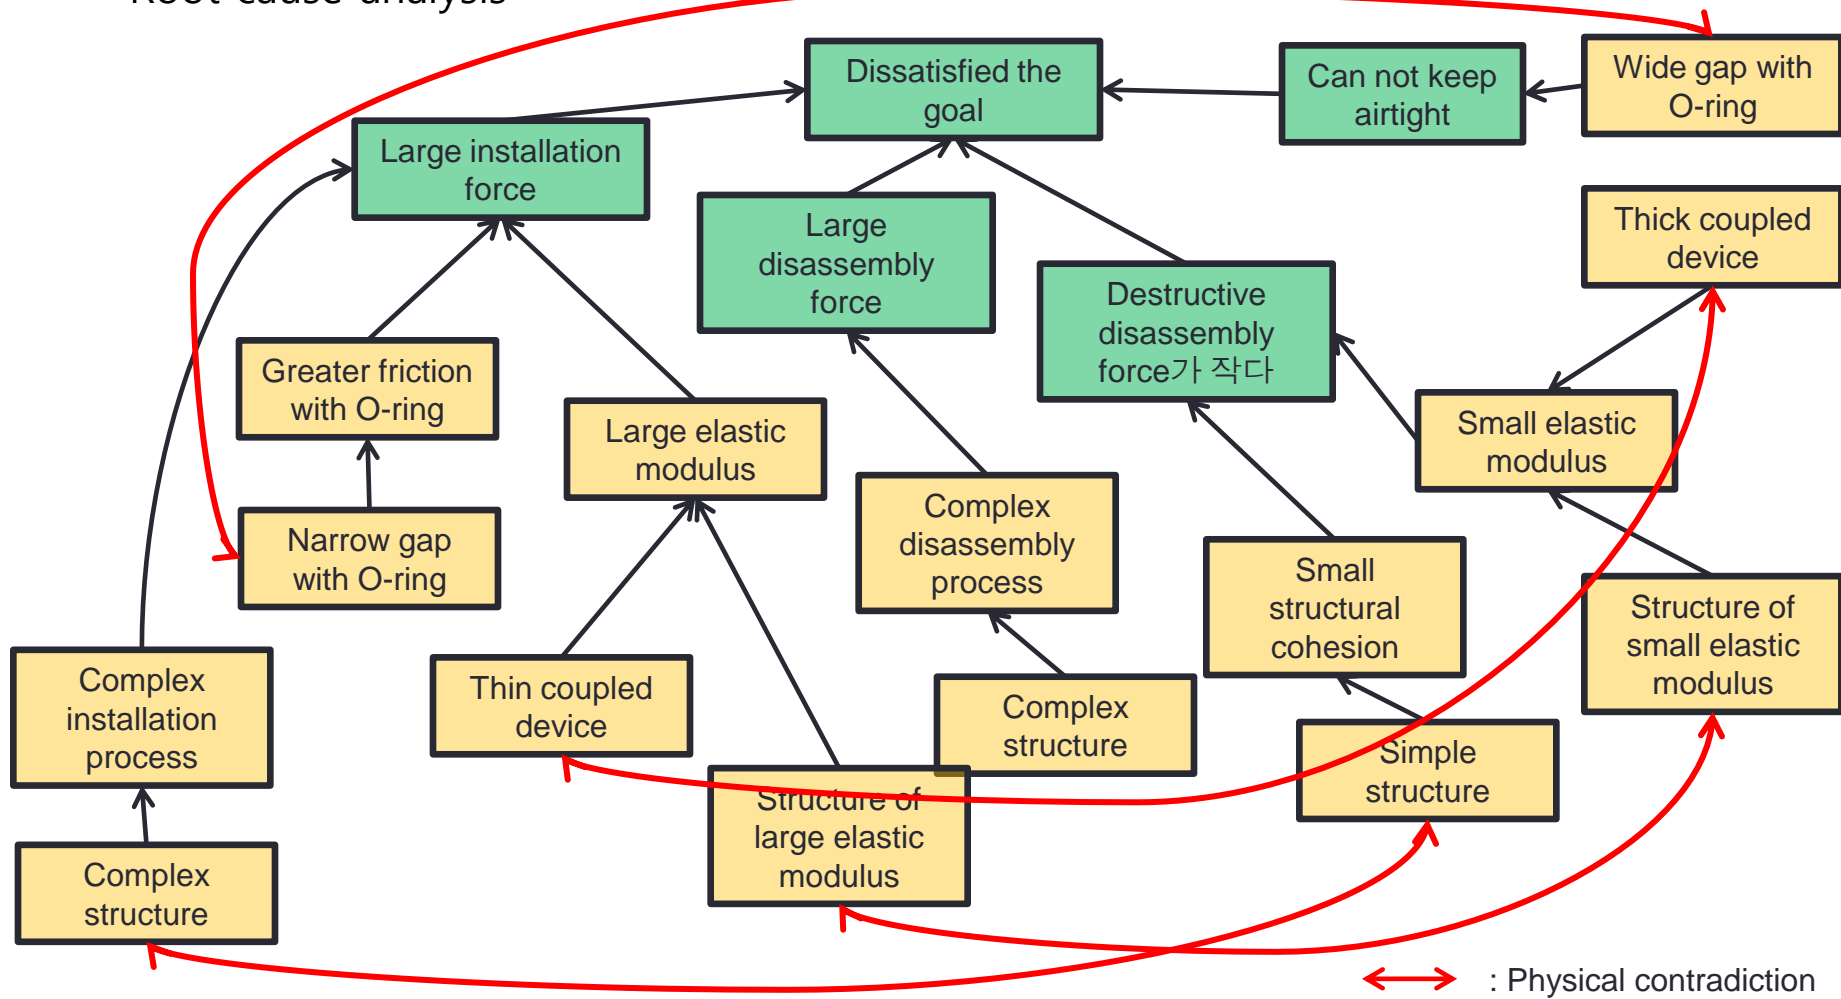 Root cause analysis
Dissatisfied the
goal
Can not keep
airtight
Wide gap with
O-ring
Large installation
force
Large
disassembly
force
Thick coupled
device
Destructive
disassembly
force가 작다
Greater friction
with O-ring
Large elastic
modulus
Small elastic
modulus
Narrow gap
with O-ring
Complex
disassembly
process
Small
structural
cohesion
Structure of
small elastic
modulus
Complex
installation
process
Thin coupled
device
Complex
structure
Simple
structure
Structure of
large elastic
modulus
Complex
structure
: Physical contradiction